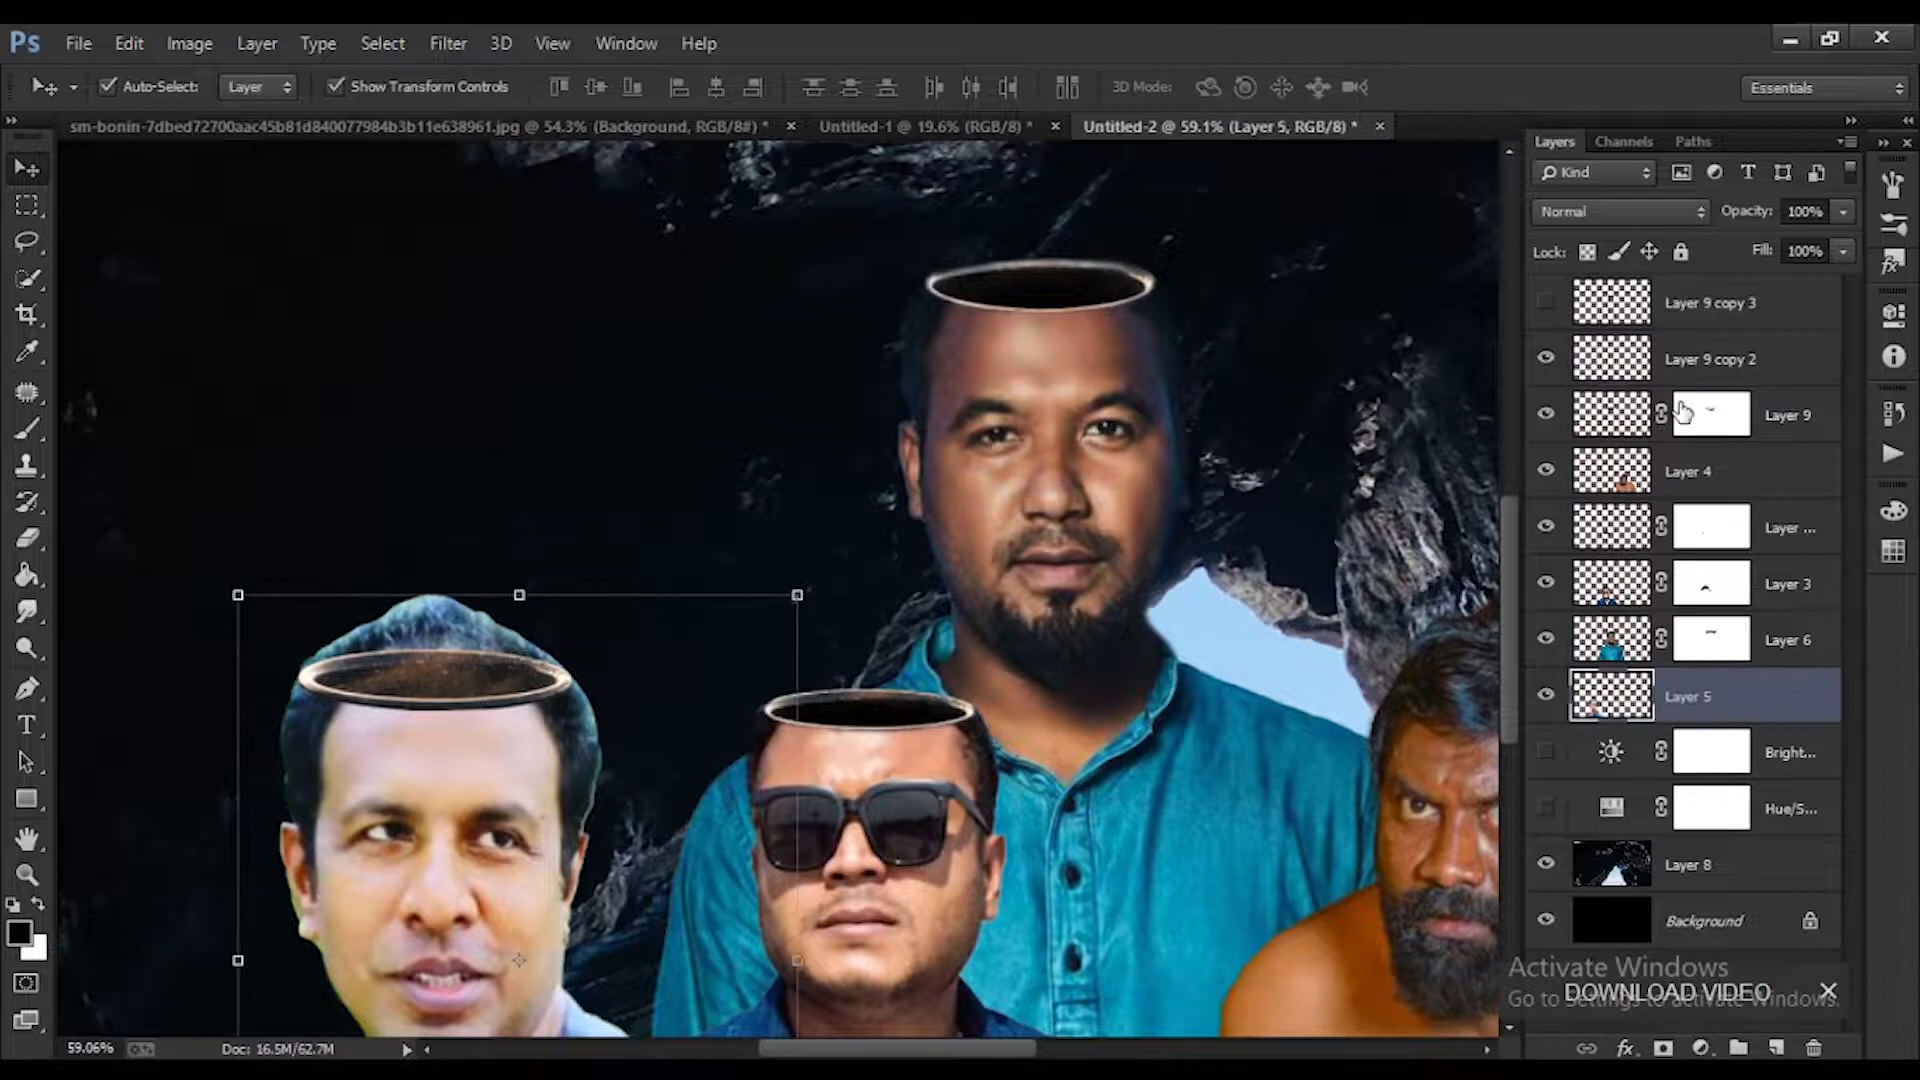 Ps File Edit Image Layer Type Select Filter 3D View Window Help
Auto-Select: Layer Show Transform Controls 3D Mode: Essentials
sm-bonin-7dbed72700aac45b81d840077984b3b11e638961.jpg @ 54.3% (Background, RGB/8#) * Untitled-1 @ 19.6% (RGB/8) * Untitled-2 @ 59.1% (Layer 5, RGB/8) *
Layers Channels Paths
Kind
Normal Opacity: 100%
Lock: Fill: 100%
Layer 9 copy 3
Layer 9 copy 2
Layer 9
Layer 4
Layer ...
Layer 3
Layer 6
Layer 5
Bright...
Hue/S...
Layer 8
Background
Activate Windows
DOWNLOAD VIDEO
Go to Settings to activate Windows.
59.06% Doc: 16.5M/62.7M